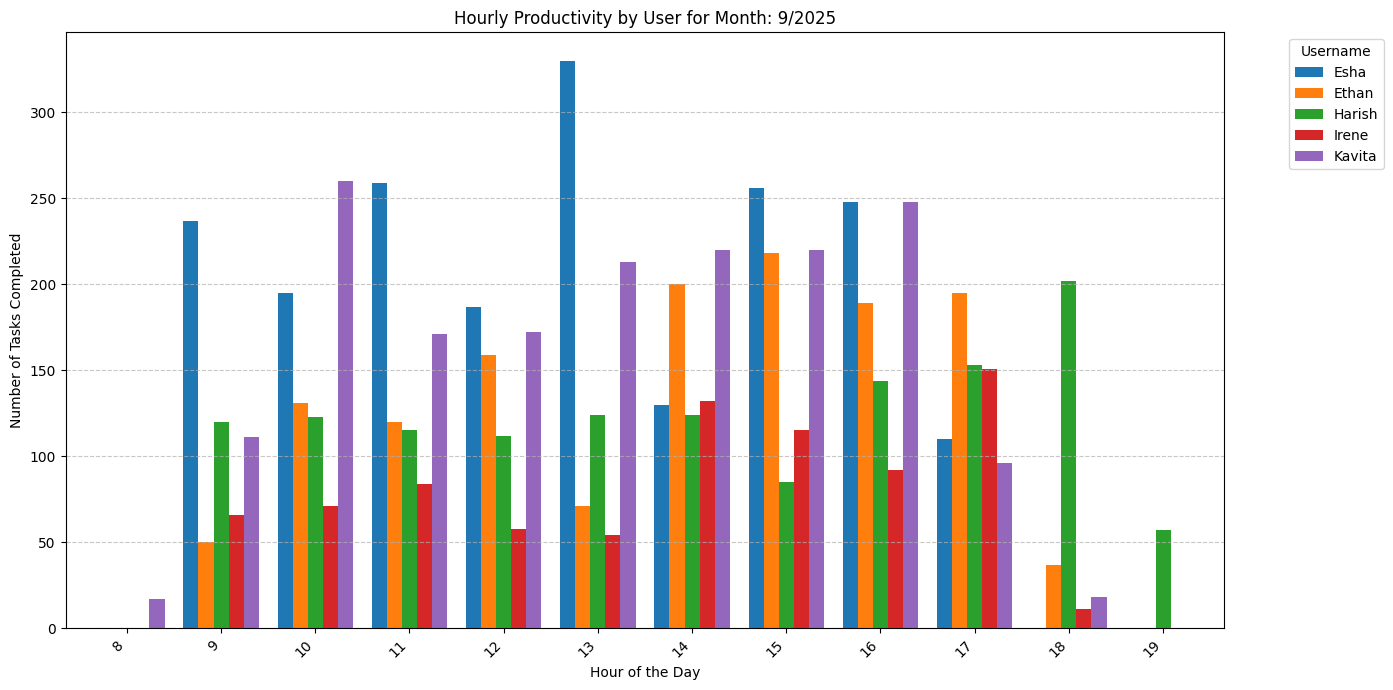 Hourly Productivity by User for Month: 9/2025
Username
Esha
Ethan
Harish
Irene
Kavita
Number of Tasks Completed
300
250
200
150
100
50
0
8
9
10
11
12
13
14
15
16
17
18
19
Hour of the Day